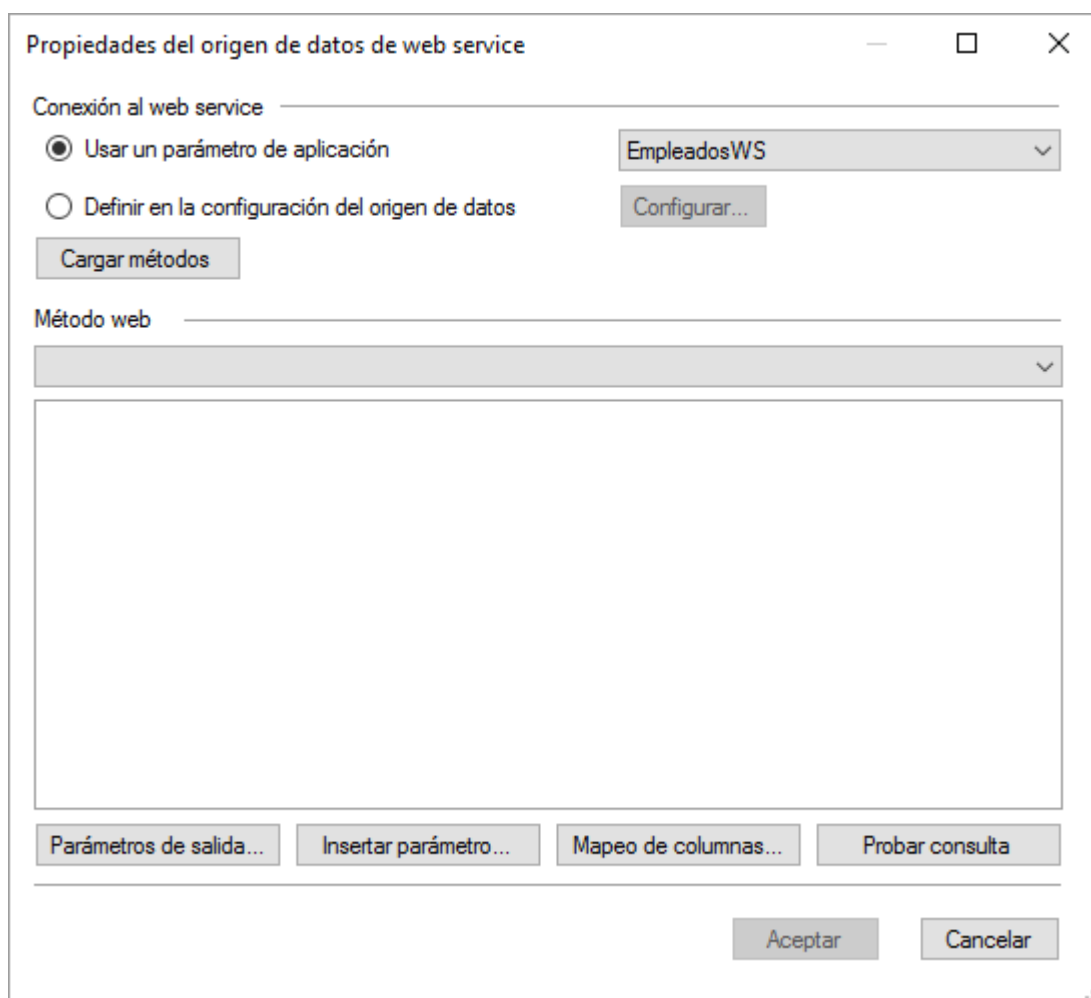 Propiedades del origen de datos de web service
Conexión al web service
Usar un parámetro de aplicación
EmpleadosWS
Definir en la configuración del origen de datos
Configurar...
Cargar métodos
Método web
Parámetros de salida...
Insertar parámetro...
Mapeo de columnas...
Probar consulta
Aceptar
Cancelar